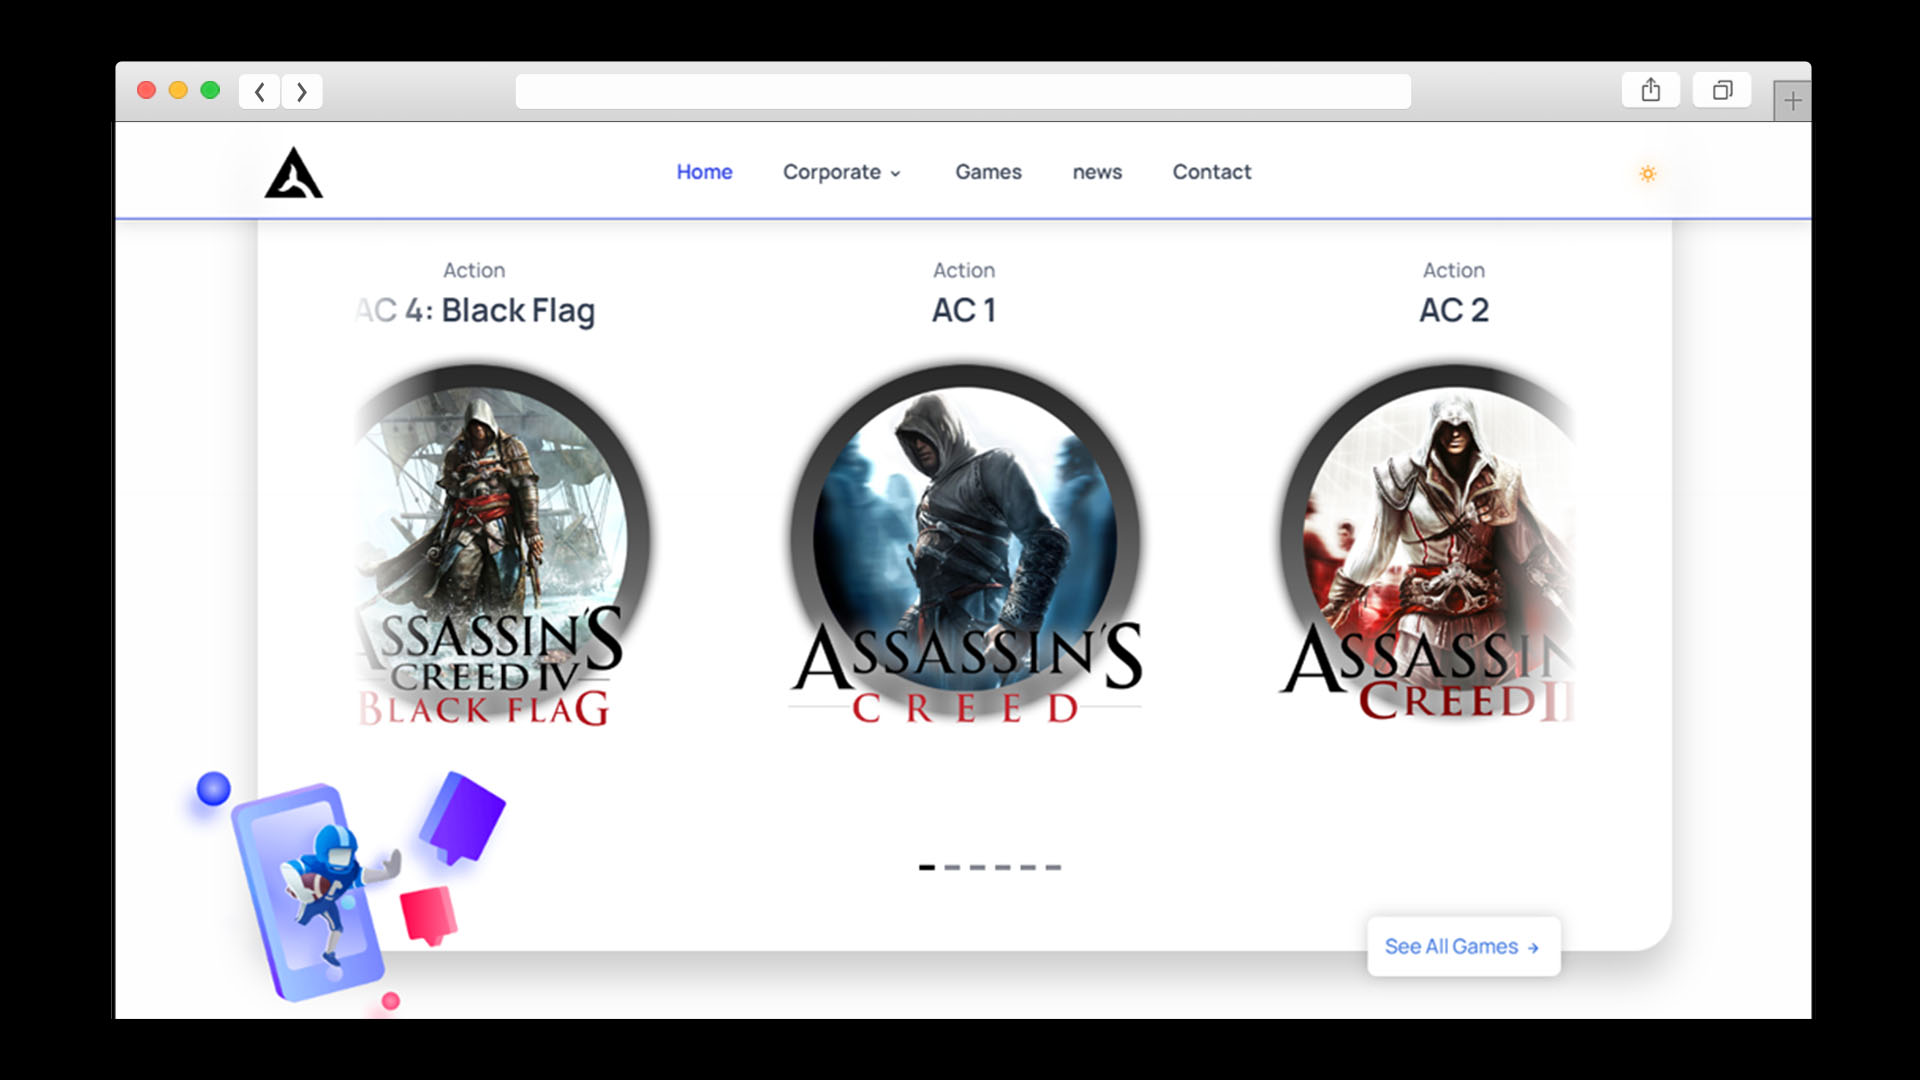 Home
Corporate
Games
news
Contact
Action
AC 4: Black Flag
ASSASSIN'S
CREED IV
BLACK FLAG
Action
AC 1
ASSASSIN'S
CREED
Action
AC 2
ASSASSIN
CREED II
See All Games →